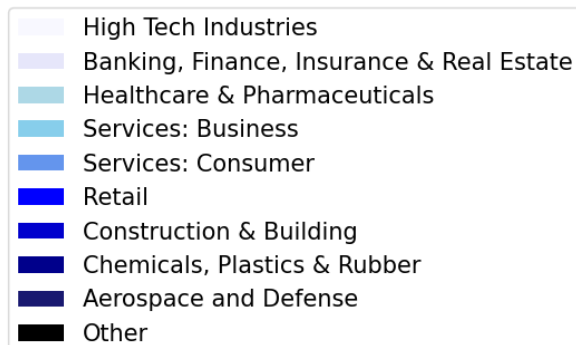 High Tech Industries
Banking, Finance, Insurance & Real Estate
Healthcare & Pharmaceuticals
Services: Business
Services: Consumer
Retail
Construction & Building
Chemicals, Plastics & Rubber
Aerospace and Defense
Other